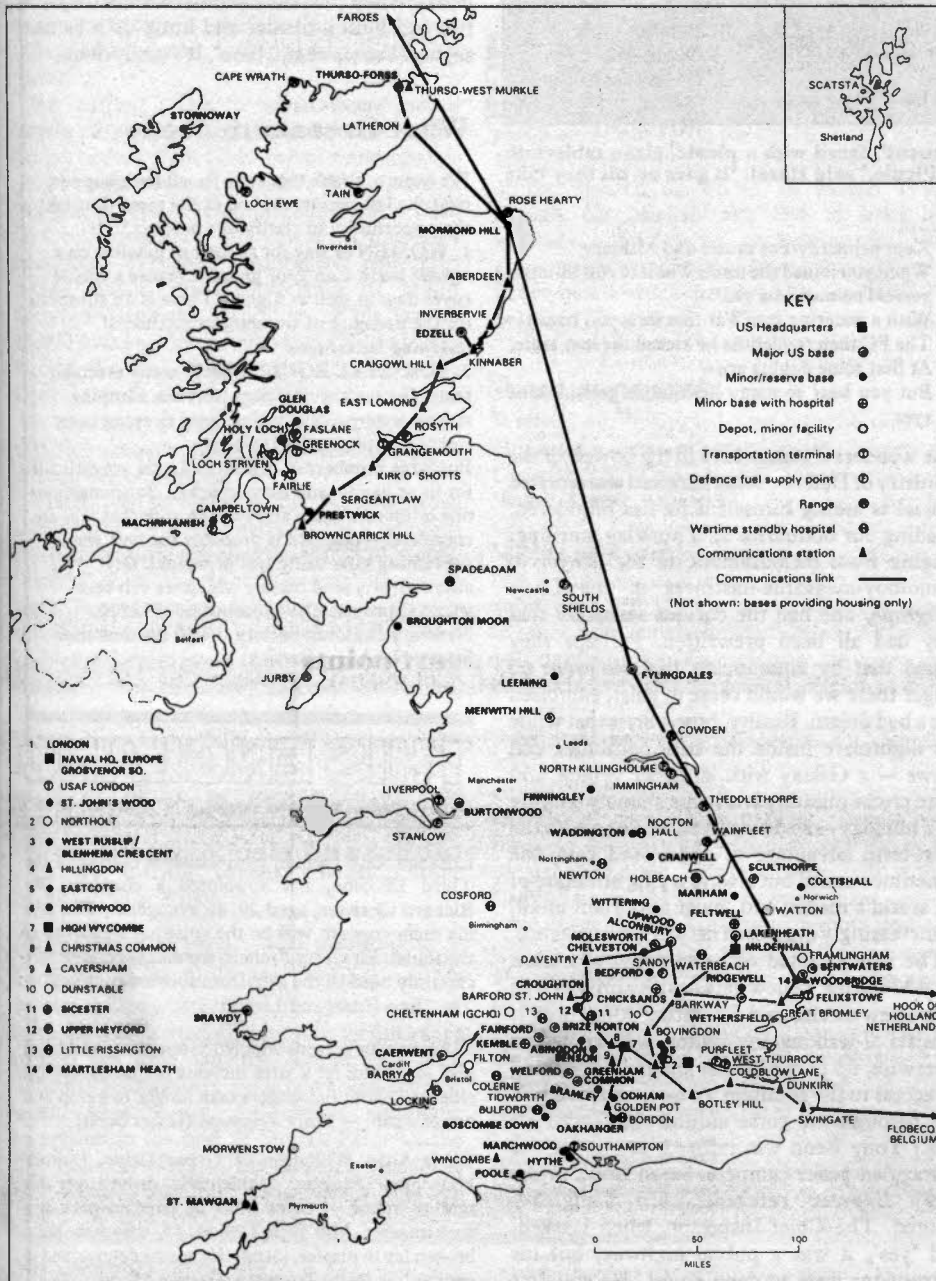 FAROES
CAPE WRATH
THURSO-FORSS
THURSO-WEST MURKLE
SCATSTA
Shetland
STORNOWAY
LATHERON
LOCH EWE
TAIN
ROSE HEARTY
Inverness
MORMOND HILL
ABERDEEN
INVERBERVIE
EDZELL
CRAIGOWL HILL
KINNABER
KEY
US Headquarters
Major US base
Minor/reserve base
Minor base with hospital
Depot, minor facility
Transportation terminal
Defence fuel supply point
Range
Wartime standby hospital
Communications station
Communications link
(Not shown: bases providing housing only)
EAST LOMOND
GLEN
DOUGLAS
HOLY LOCH
FASLANE
GREENOCK
ROSYTH
GRANGEMOUTH
LOCH STRIVEN
FAIRLIE
KIRK O' SHOTTS
SERGEANTLAW
CAMPBELTOWN
MACHRIHANISH
PRESTWICK
BROWNCARRICK HILL
SPADEADAM
Newcastle
SOUTH
SHIELDS
BROUGHTON MOOR
Belfast
JURBY
LEEMING
FYLINGDALES
MENWITH HILL
COWDEN
Leeds
NORTH KILLINGHOLME
IMMINGHAM
1 LONDON
NAVAL HQ, EUROPE
GROSVENOR SQ.
USAF LONDON
ST. JOHN'S WOOD
2 NORTHOLT
3 WEST RUISLIP/
BLENHEIM CRESCENT
4 HILLINGDON
5 EASTCOTE
6 NORTHWOOD
7 HIGH WYCOMBE
8 CHRISTMAS COMMON
9 CAVERSHAM
10 DUNSTABLE
11 BICESTER
12 UPPER HEYFORD
13 LITTLE RISSINGTON
14 MARTLESHAM HEATH
Manchester
LIVERPOOL
FINNINGLEY
THEDDLETHORPE
BURTONWOOD
STANLOW
NOCTON
HALL
WADDINGTON
WAINFLEET
CRANWELL
SCULTHORPE
Nottingham
NEWTON
HOLBEACH
COLTISHALL
MARHAM
Norwich
COSFORD
WITTERING
WATTON
FELTWELL
UPWOOD
ALCONBURY
Birmingham
LAKENHEATH
MOLESWORTH
MILDENHALL
FRAMLINGHAM
CHELVESTON
DAVENTRY
BENTWATERS
SANDY
WATERBEACH
BEDFORD
RIDGEWELL
14
WOODBRIDGE
CROUGHTON
CHICKSANDS
FELIXSTOWE
BARFORD ST. JOHN
BARKWAY
GREAT BROMLEY
HOOK OF
HOLLAND,
NETHERLANDS
12
11
10
WETHERSFIELD
BRAWDY
CHELTENHAM (GCHQ)
13
BOVINGDON
FAIRFORD
BRIZE NORTON
KEMBLE
CAERWENT
ABINGDON
7
PURFLEET
BENSON
9
WEST THURROCK
FILTON
Cardiff
BARRY
Bristol
WELFORD
GREENHAM
COMMON
4
2
1
COLDBLOW LANE
COLERNE
DUNKIRK
LOCKING
TIDWORTH
BRAMLEY
ODIHAM
BOTLEY HILL
BULFORD
GOLDEN POT
SWINGATE
BOSCOMBE DOWN
BORDON
OAKHANGER
FLOBECQ,
BELGIUM
MORWENSTOW
MARCHWOOD
SOUTHAMPTON
WINCOMBE
HYTHE
Exeter
POOLE
ST. MAWGAN
Plymouth
0 50 100
MILES